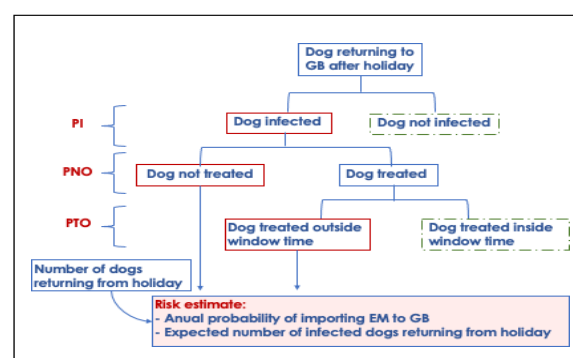 Dog returning to
GB after holiday
PI
Dog infected
Dog not infected
PNO
Dog not treated
Dog treated
PTO
Dog treated outside
window time
Dog treated inside
window time
Number of dogs
returning from holiday
Risk estimate:
- Anual probability of importing EM to GB
- Expected number of infected dogs returning from holiday